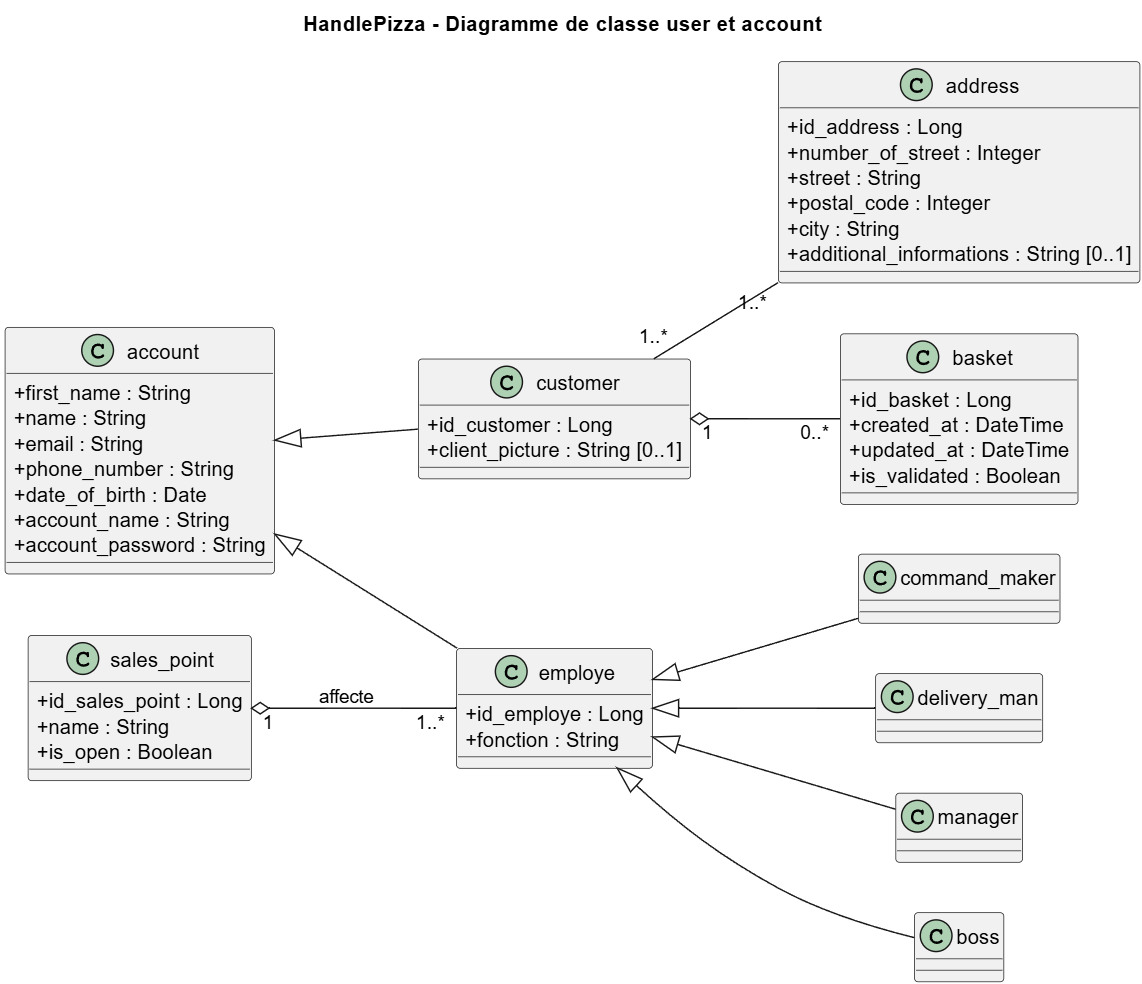 HandlePizza - Diagramme de classe user et account
C address
+id_address : Long
+number_of_street : Integer
+street : String
+postal_code : Integer
+city : String
+additional_informations : String [0..1]
1..*
1..*
C account
+first_name : String
+name : String
+email : String
+phone_number : String
+date_of_birth : Date
+account_name : String
+account_password : String
C customer
+id_customer : Long
+client_picture : String [0..1]
1
0..*
C basket
+id_basket : Long
+created_at : DateTime
+updated_at : DateTime
+is_validated : Boolean
C sales_point
+id_sales_point : Long
+name : String
+is_open : Boolean
affecte
1
1..*
C employe
+id_employe : Long
+fonction : String
C command_maker
C delivery_man
C manager
C boss